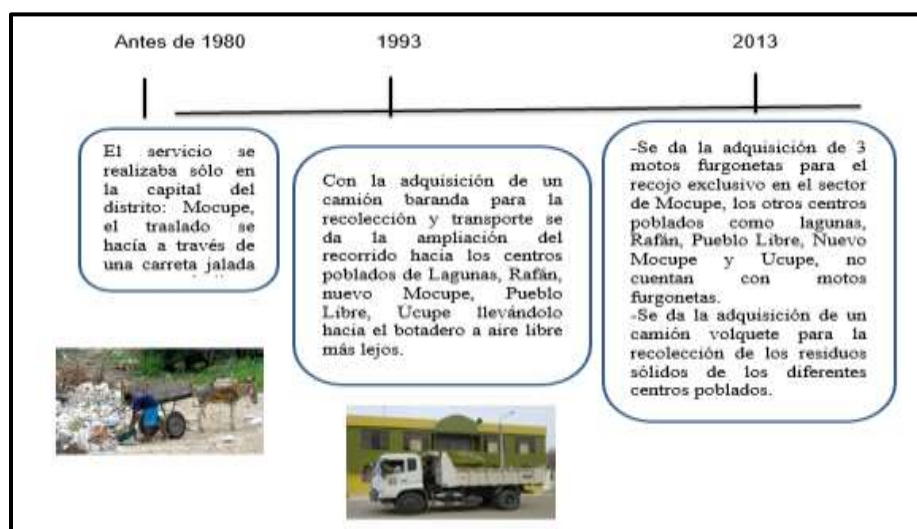 Antes de 1980
1993
2013
El servicio se
realizaba sólo en
la capital del
distrito: Mocupe,
el traslado se
hacía a través de
una carreta jalada
Con la adquisición de un
camión baranda para la
recolección y transporte se
da la ampliación del
recorrido hacía los centros
poblados de Lagunas, Rafán,
nuevo Mocupe, Pueblo
Libre, Ucupe llevándolo
hacia el botadero a aire libre
más lejos.
-Se da la adquisición de 3
motos furgonetas para el
recojo exclusivo en el sector
de Mocupe, los otros centros
poblados como lagunas,
Rafán, Pueblo Libre, Nuevo
Mocupe y Ucupe, no
cuentan con motos
furgonetas.
-Se da la adquisición de un
camión volquete para la
recolección de los residuos
sólidos de los diferentes
centros poblados.